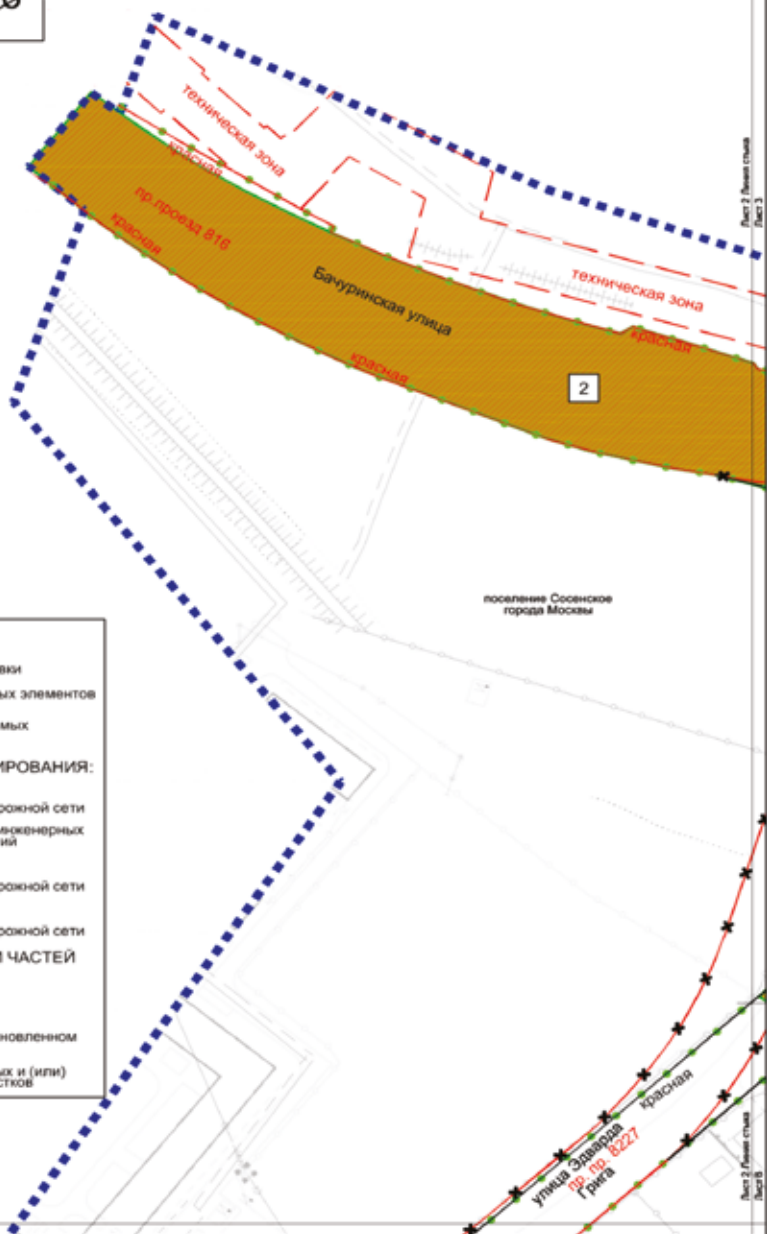 Лист 2 Линия стыка
Лист 3
техническая зона
красная
пр.проезд 816
красная
Бачуринская улица
техническая зона
красная
красная
2
поселение Сосенское
города Москвы
вки
ых элементов
мых
ИРОВАНИЯ:
рожной сети
инженерных
ий
рожной сети
рожной сети
И ЧАСТЕЙ
новленном
ых и (или)
стков
красная
улица Эдварда
пр. пр. 8227
Грига
Лист 2 Линия стыка
Лист 6